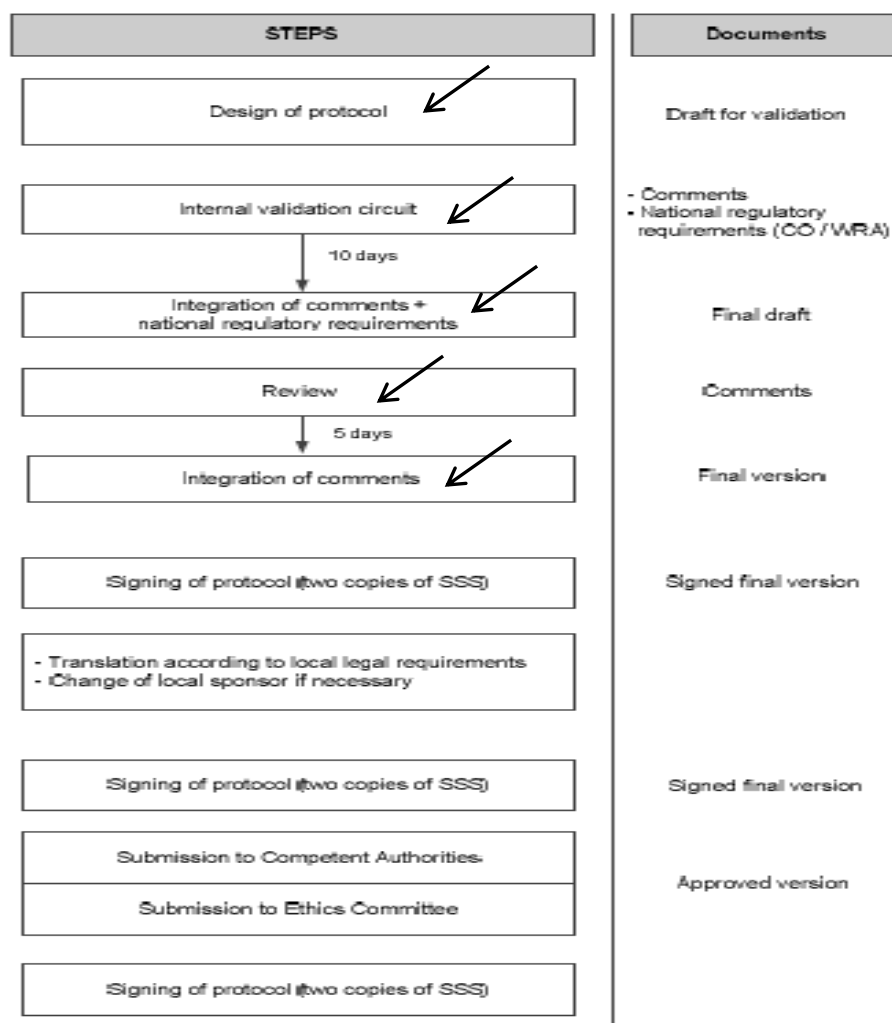 STEPS
Documents
Design of protocol
Draft for validation
Internal validation circuit
- Comments
- National regulatory
requirements (CO / WRA)
10 days
Integration of comments +
national regulatory requirements
Final draft
Review
Comments
5 days
Integration of comments
Final version
Signing of protocol (two copies of SSS)
Signed final version
- Translation according to local legal requirements
- Change of local sponsor if necessary
Signing of protocol (two copies of SSS)
Signed final version
Submission to Competent Authorities
Submission to Ethics Committee
Approved version
Signing of protocol (two copies of SSS)